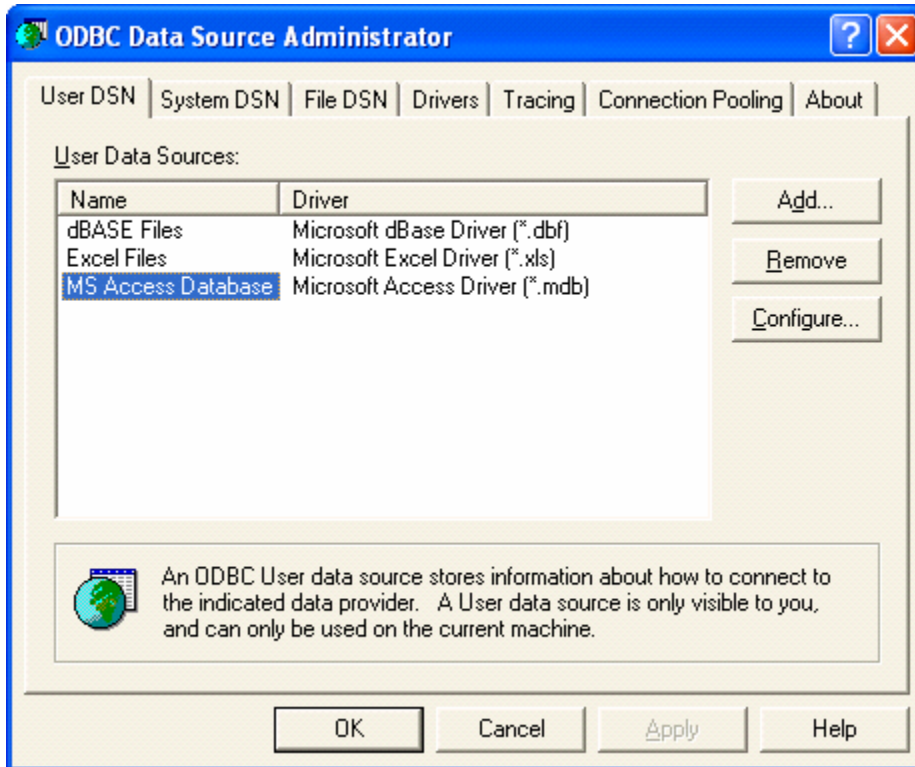 ODBC Data Source Administrator
User DSN System DSN File DSN Drivers Tracing Connection Pooling About
User Data Sources:
Name Driver
dBASE Files Microsoft dBase Driver (*.dbf)
Excel Files Microsoft Excel Driver (*.xls)
MS Access Database Microsoft Access Driver (*.mdb)
Add...
Remove
Configure...
An ODBC User data source stores information about how to connect to
the indicated data provider. A User data source is only visible to you,
and can only be used on the current machine.
OK Cancel Apply Help